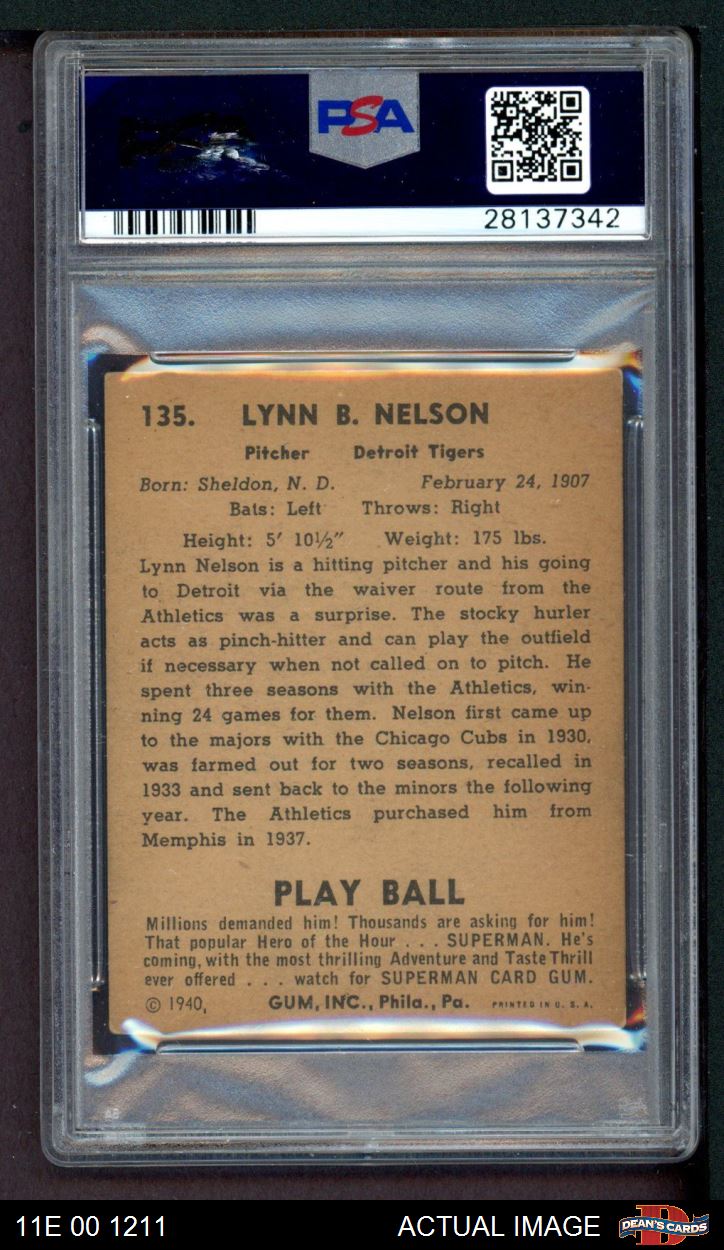 PSA
28137342
135. LYNN B. NELSON
Pitcher Detroit Tigers
Born: Sheldon, N. D. February 24, 1907
Bats: Left Throws: Right
Height: 5′ 10½″ Weight: 175 lbs.
Lynn Nelson is a hitting pitcher and his going
to Detroit via the waiver route from the
Athletics was a surprise. The stocky hurler
acts as pinch-hitter and can play the outfield
if necessary when not called on to pitch. He
spent three seasons with the Athletics, win-
ning 24 games for them. Nelson first came up
to the majors with the Chicago Cubs in 1930,
was farmed out for two seasons, recalled in
1933 and sent back to the minors the following
year. The Athletics purchased him from
Memphis in 1937.
PLAY BALL
Millions demanded him! Thousands are asking for him!
That popular Hero of the Hour . . . SUPERMAN. He's
coming, with the most thrilling Adventure and Taste Thrill
ever offered . . . watch for SUPERMAN CARD GUM.
© 1940, GUM, INC., Phila., Pa. PRINTED IN U. S. A.
11E 00 1211 ACTUAL IMAGE DEAN'S CARDS